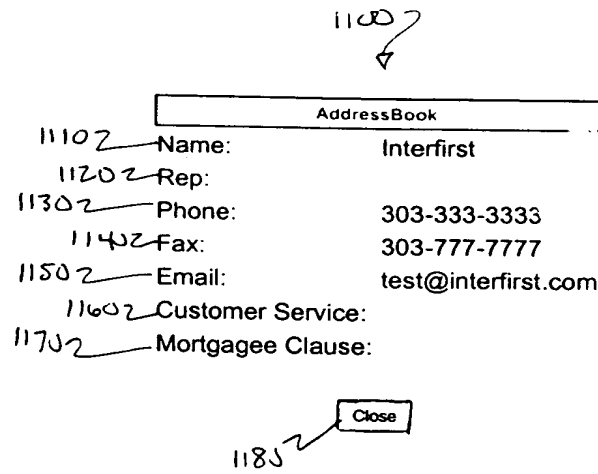 1100
AddressBook
1110 Name: Interfirst
1120 Rep:
1130 Phone: 303-333-3333
1140 Fax: 303-777-7777
1150 Email: test@interfirst.com
1160 Customer Service:
1170 Mortgagee Clause:
Close
1180